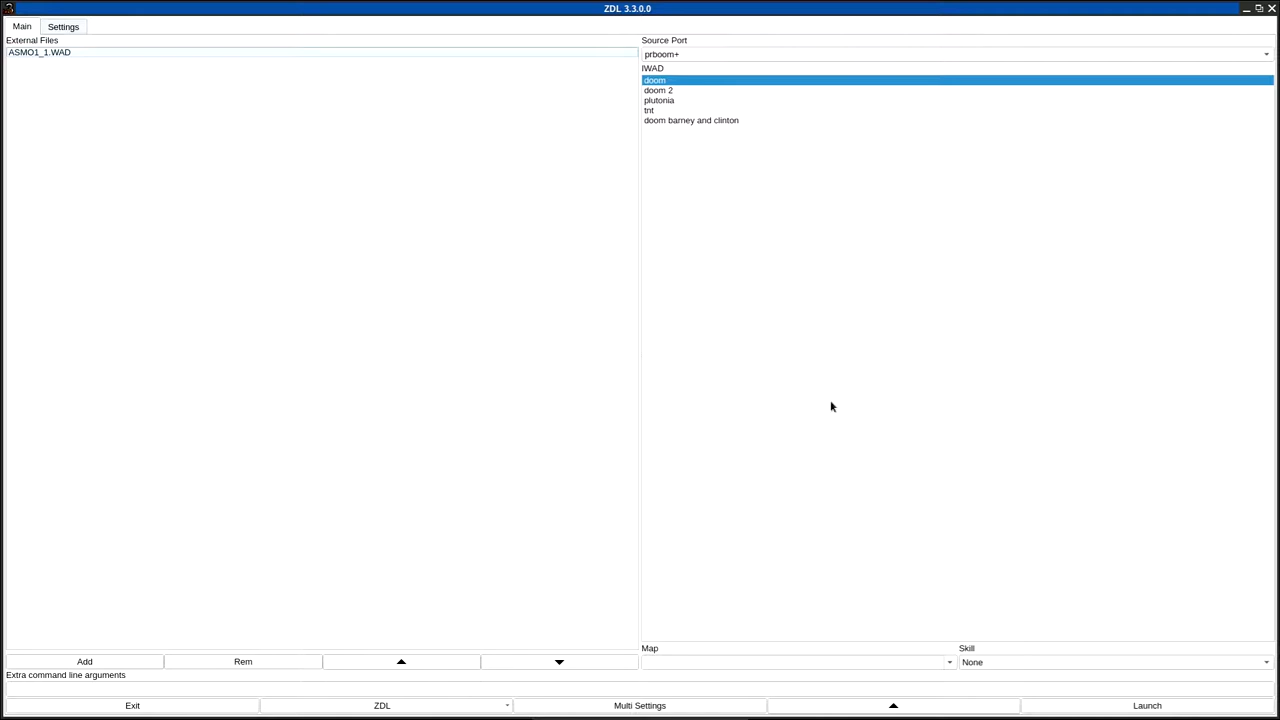 ZDL 3.3.0.0
Main
Settings
External Files
ASMO1_1.WAD
Source Port
prboom+
IWAD
doom
doom 2
plutonia
tnt
doom barney and clinton
Map
Skill
None
Add
Rem
Extra command line arguments
Exit
ZDL
Multi Settings
Launch